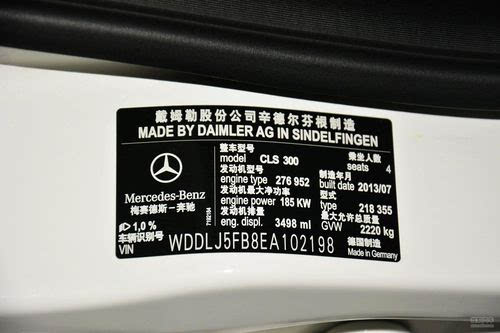 戴姆勒股份公司辛德尔芬根制造
MADE BY DAIMLER AG IN SINDELFINGEN
整车型号 乘坐人数
model CLS 300 seats 4
发动机型号 制造年月
engine type 276 952 built date 2013/07
发动机最大净功率 型式
engine power 185 KW type 218 355
发动机排量 最大允许总质量
eng. displ. 3498 ml GVW 2220 kg
Mercedes-Benz
梅赛德斯-奔驰
1,0 %
车辆识别号
VIN WDDLJ5FB8EA102198
德国制造
Made in Germany